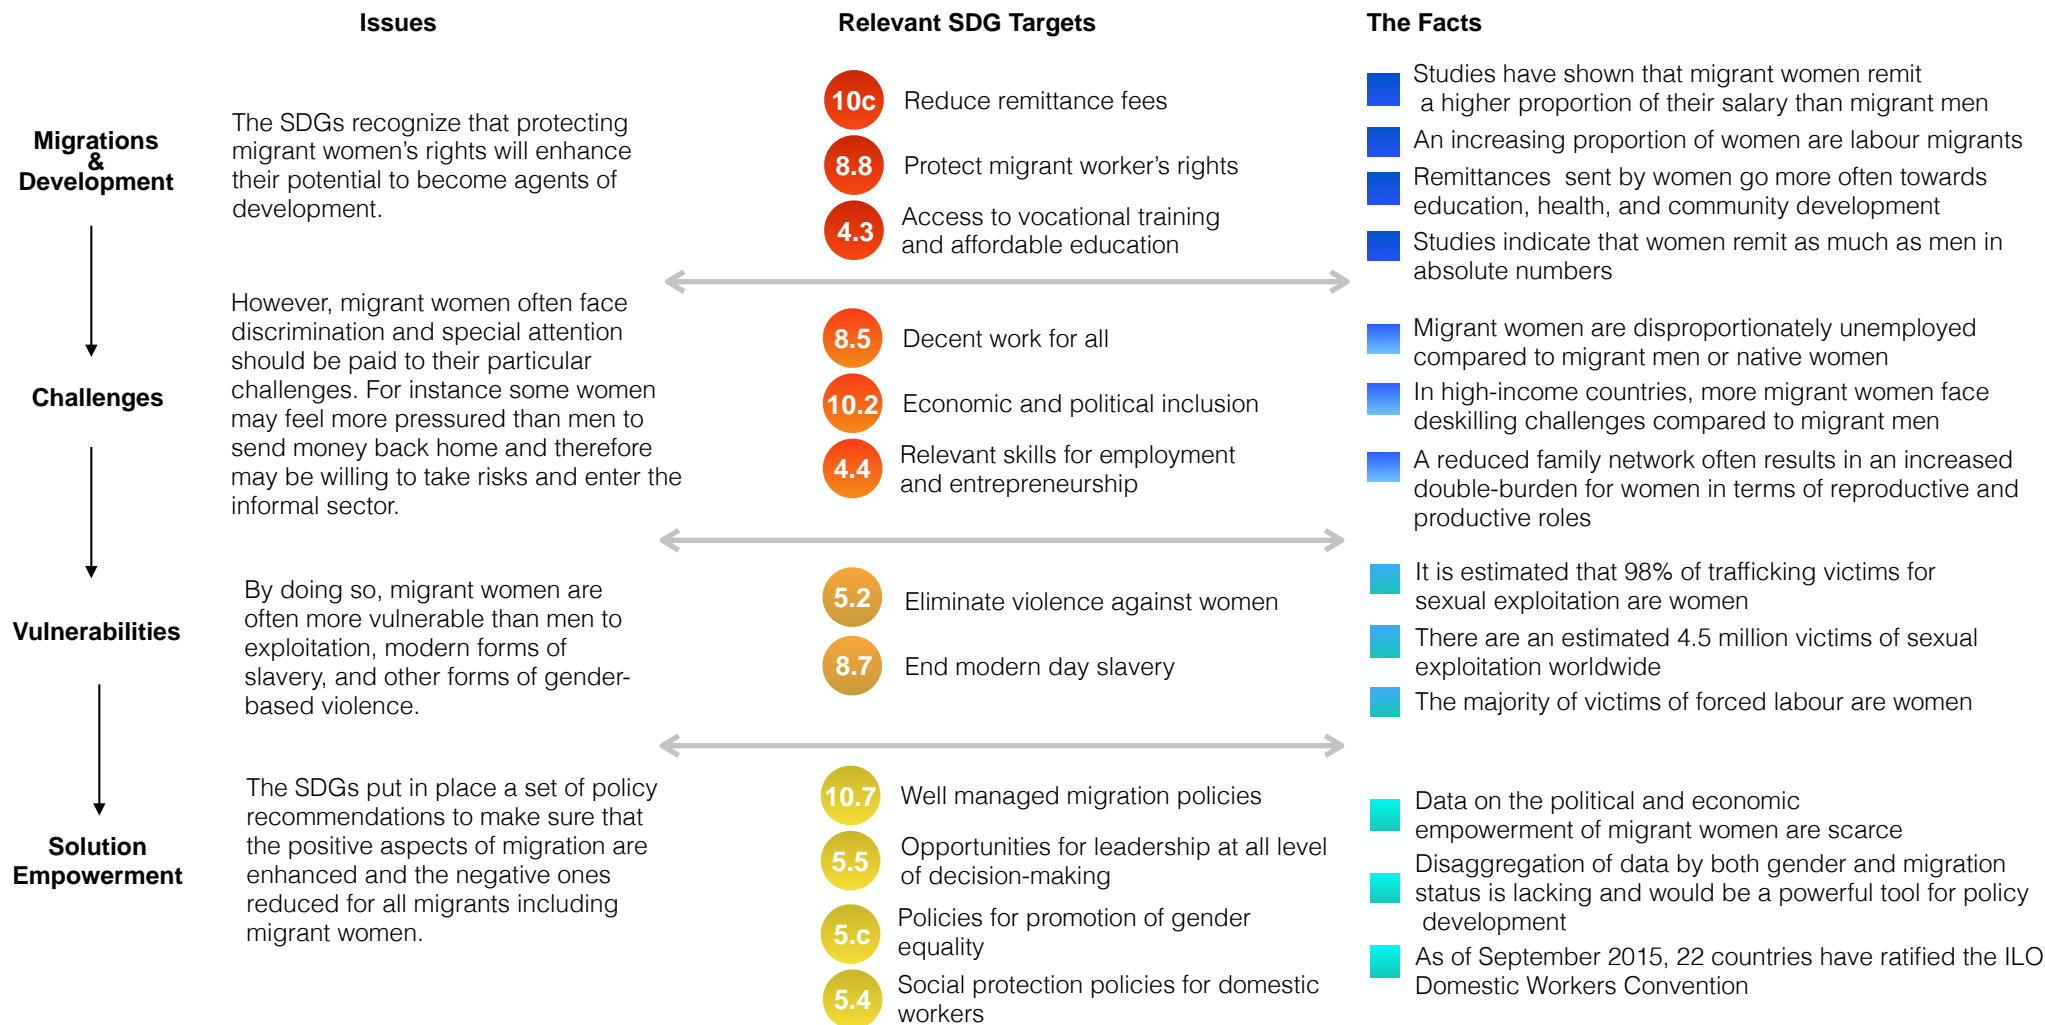 Issues
Relevant SDG Targets
The Facts
Migrations
&
Development
The SDGs recognize that protecting
migrant women’s rights will enhance
their potential to become agents of
development.
10c
Reduce remittance fees
8.8
Protect migrant worker’s rights
4.3
Access to vocational training
and affordable education
Studies have shown that migrant women remit
a higher proportion of their salary than migrant men
An increasing proportion of women are labour migrants
Remittances sent by women go more often towards
education, health, and community development
Studies indicate that women remit as much as men in
absolute numbers
Challenges
However, migrant women often face
discrimination and special attention
should be paid to their particular
challenges. For instance some women
may feel more pressured than men to
send money back home and therefore
may be willing to take risks and enter the
informal sector.
8.5
Decent work for all
10.2
Economic and political inclusion
4.4
Relevant skills for employment
and entrepreneurship
Migrant women are disproportionately unemployed
compared to migrant men or native women
In high-income countries, more migrant women face
deskilling challenges compared to migrant men
A reduced family network often results in an increased
double-burden for women in terms of reproductive and
productive roles
Vulnerabilities
By doing so, migrant women are
often more vulnerable than men to
exploitation, modern forms of
slavery, and other forms of gender-
based violence.
5.2
Eliminate violence against women
8.7
End modern day slavery
It is estimated that 98% of trafficking victims for
sexual exploitation are women
There are an estimated 4.5 million victims of sexual
exploitation worldwide
The majority of victims of forced labour are women
Solution
Empowerment
The SDGs put in place a set of policy
recommendations to make sure that
the positive aspects of migration are
enhanced and the negative ones
reduced for all migrants including
migrant women.
10.7
Well managed migration policies
5.5
Opportunities for leadership at all level
of decision-making
5.c
Policies for promotion of gender
equality
5.4
Social protection policies for domestic
workers
Data on the political and economic
empowerment of migrant women are scarce
Disaggregation of data by both gender and migration
status is lacking and would be a powerful tool for policy
development
As of September 2015, 22 countries have ratified the ILO
Domestic Workers Convention